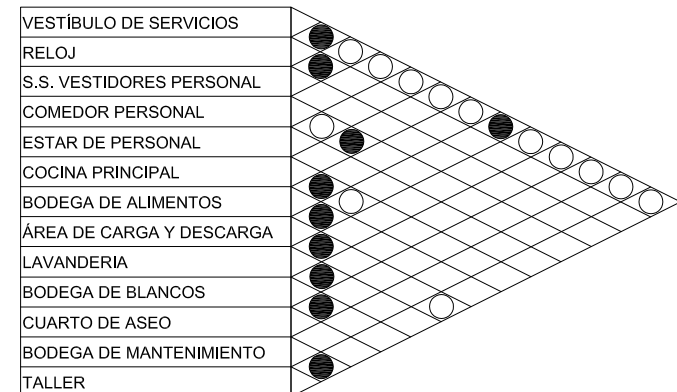 VESTÍBULO DE SERVICIOS
RELOJ
S.S. VESTIDORES PERSONAL
COMEDOR PERSONAL
ESTAR DE PERSONAL
COCINA PRINCIPAL
BODEGA DE ALIMENTOS
ÁREA DE CARGA Y DESCARGA
LAVANDERIA
BODEGA DE BLANCOS
CUARTO DE ASEO
BODEGA DE MANTENIMIENTO
TALLER